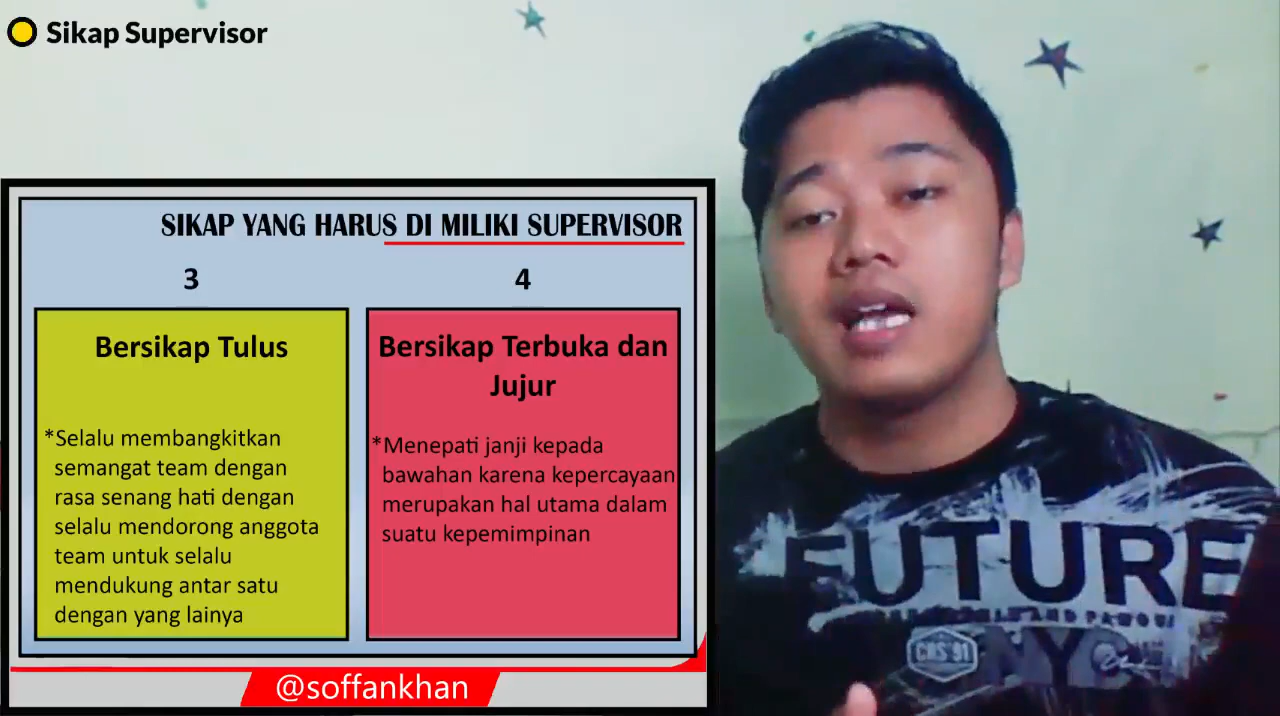 Sikap Supervisor
SIKAP YANG HARUS DI MILIKI SUPERVISOR
3
4
Bersikap Tulus
Bersikap Terbuka dan
Jujur
*Selalu membangkitkan
semangat team dengan
rasa senang hati dengan
selalu mendorong anggota
team untuk selalu
mendukung antar satu
dengan yang lainya
*Menepati janji kepada
bawahan karena kepercayaan
merupakan hal utama dalam
suatu kepemimpinan
@soffankhan
FUTURE
NYC